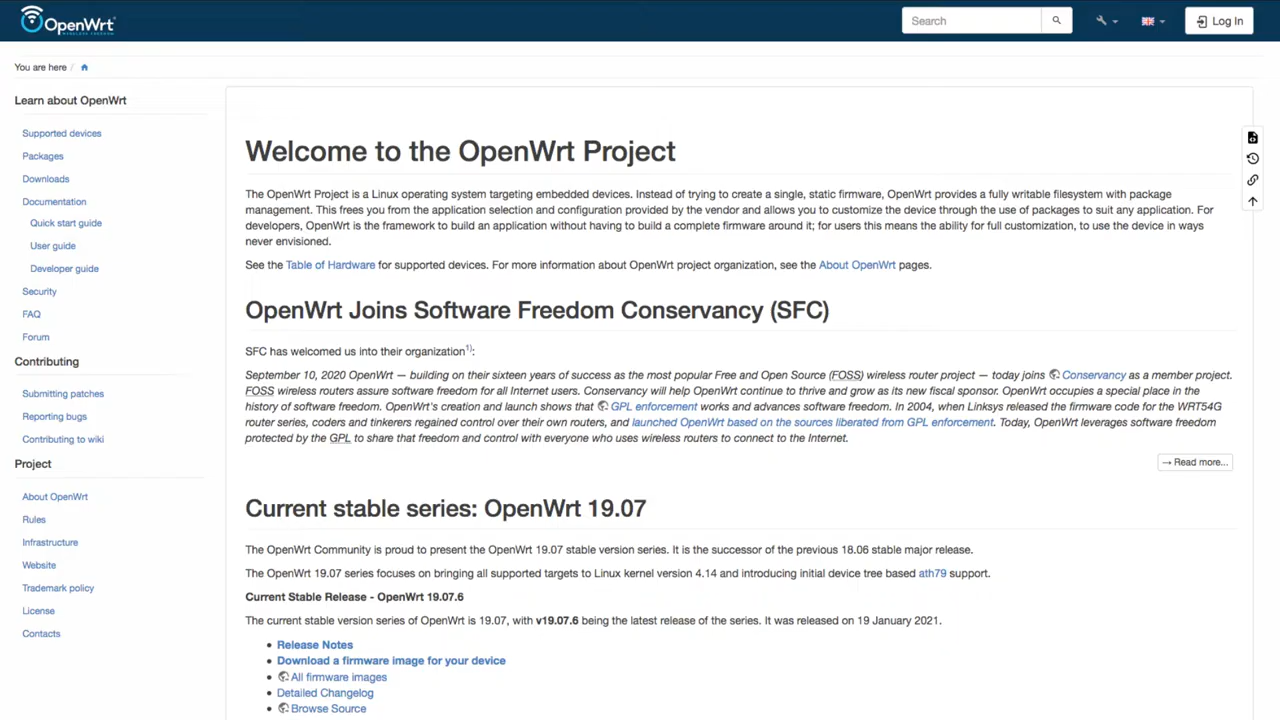 OpenWrt
WIRELESS FREEDOM
Search
Log In
You are here /
Learn about OpenWrt
Supported devices
Packages
Downloads
Documentation
Quick start guide
User guide
Developer guide
Security
FAQ
Forum
Contributing
Submitting patches
Reporting bugs
Contributing to wiki
Project
About OpenWrt
Rules
Infrastructure
Website
Trademark policy
License
Contacts
Welcome to the OpenWrt Project
The OpenWrt Project is a Linux operating system targeting embedded devices. Instead of trying to create a single, static firmware, OpenWrt provides a fully writable filesystem with package
management. This frees you from the application selection and configuration provided by the vendor and allows you to customize the device through the use of packages to suit any application. For
developers, OpenWrt is the framework to build an application without having to build a complete firmware around it; for users this means the ability for full customization, to use the device in ways
never envisioned.
See the Table of Hardware for supported devices. For more information about OpenWrt project organization, see the About OpenWrt pages.
OpenWrt Joins Software Freedom Conservancy (SFC)
SFC has welcomed us into their organization1):
September 10, 2020 OpenWrt — building on their sixteen years of success as the most popular Free and Open Source (FOSS) wireless router project — today joins Conservancy as a member project.
FOSS wireless routers assure software freedom for all Internet users. Conservancy will help OpenWrt continue to thrive and grow as its new fiscal sponsor. OpenWrt occupies a special place in the
history of software freedom. OpenWrt's creation and launch shows that GPL enforcement works and advances software freedom. In 2004, when Linksys released the firmware code for the WRT54G
router series, coders and tinkerers regained control over their own routers, and launched OpenWrt based on the sources liberated from GPL enforcement. Today, OpenWrt leverages software freedom
protected by the GPL to share that freedom and control with everyone who uses wireless routers to connect to the Internet.
→ Read more...
Current stable series: OpenWrt 19.07
The OpenWrt Community is proud to present the OpenWrt 19.07 stable version series. It is the successor of the previous 18.06 stable major release.
The OpenWrt 19.07 series focuses on bringing all supported targets to Linux kernel version 4.14 and introducing initial device tree based ath79 support.
Current Stable Release - OpenWrt 19.07.6
The current stable version series of OpenWrt is 19.07, with v19.07.6 being the latest release of the series. It was released on 19 January 2021.
• Release Notes
• Download a firmware image for your device
• All firmware images
• Detailed Changelog
• Browse Source